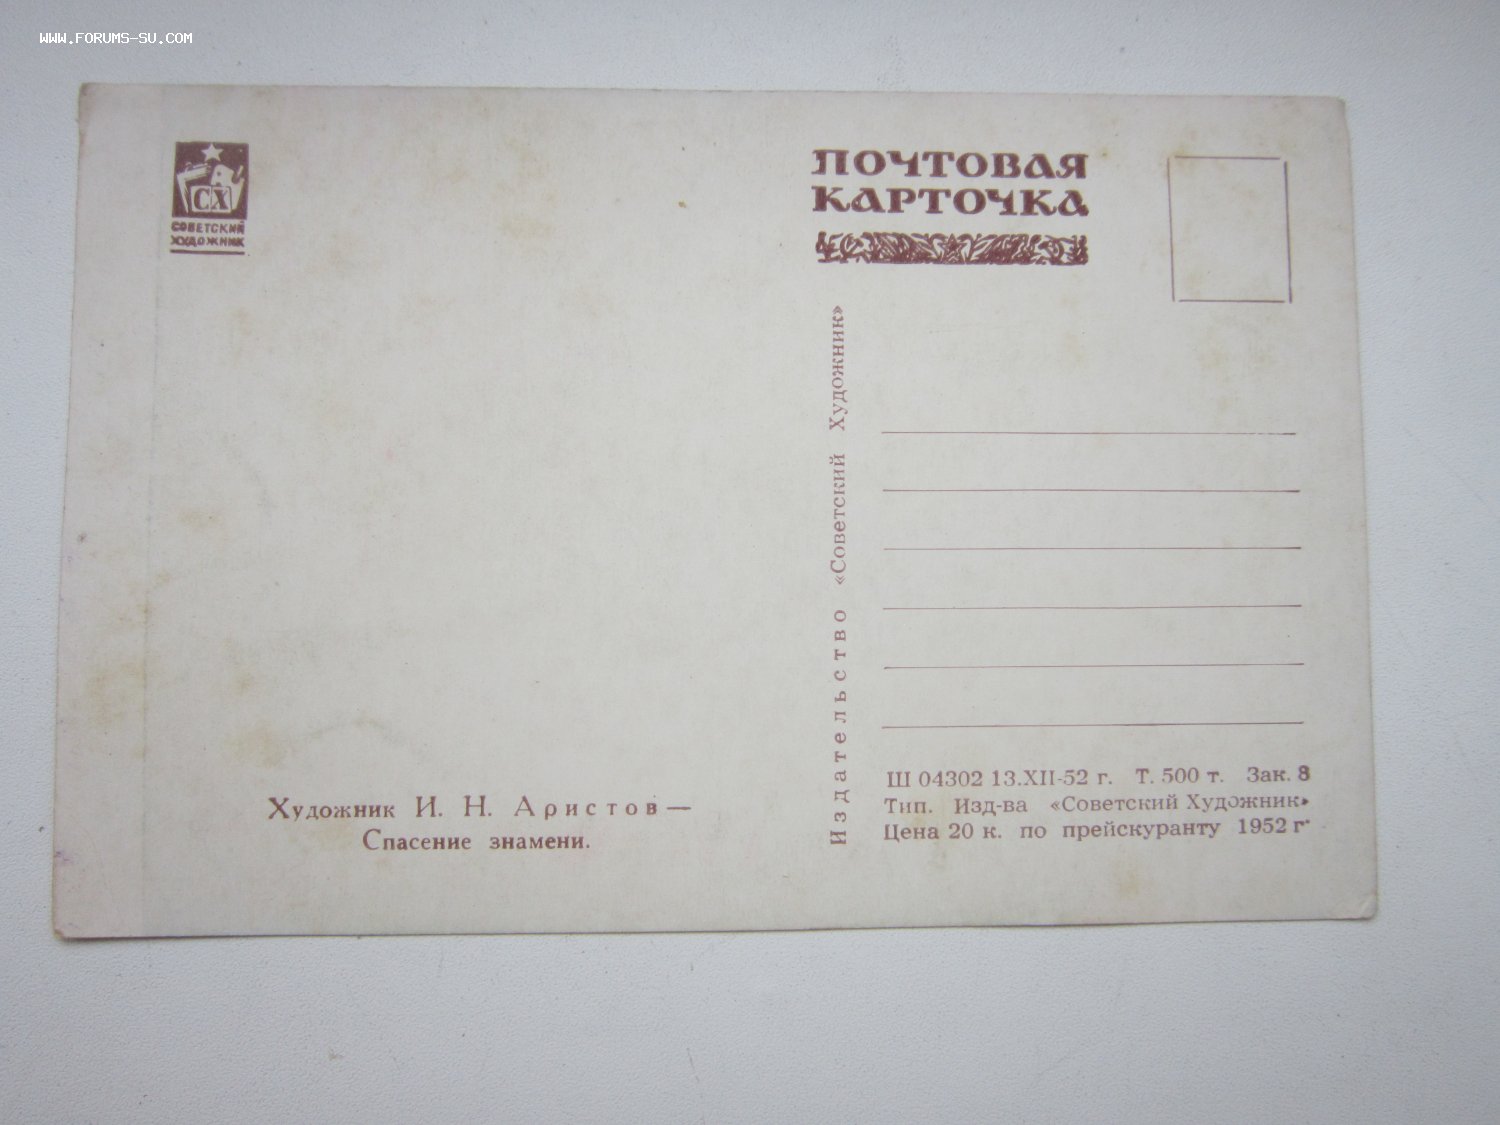 WWW.FORUMS-SU.COM
СХ
СОВЕТСКИЙ
ХУДОЖНИК
ПОЧТОВАЯ
КАРТОЧКА
Издательство «Советский Художник»
Художник И. Н. Аристов —
Спасение знамени.
Ш 04302 13.XII-52 г. Т. 500 т. Зак. 8
Тип. Изд-ва «Советский Художник»
Цена 20 к. по прейскуранту 1952 г.